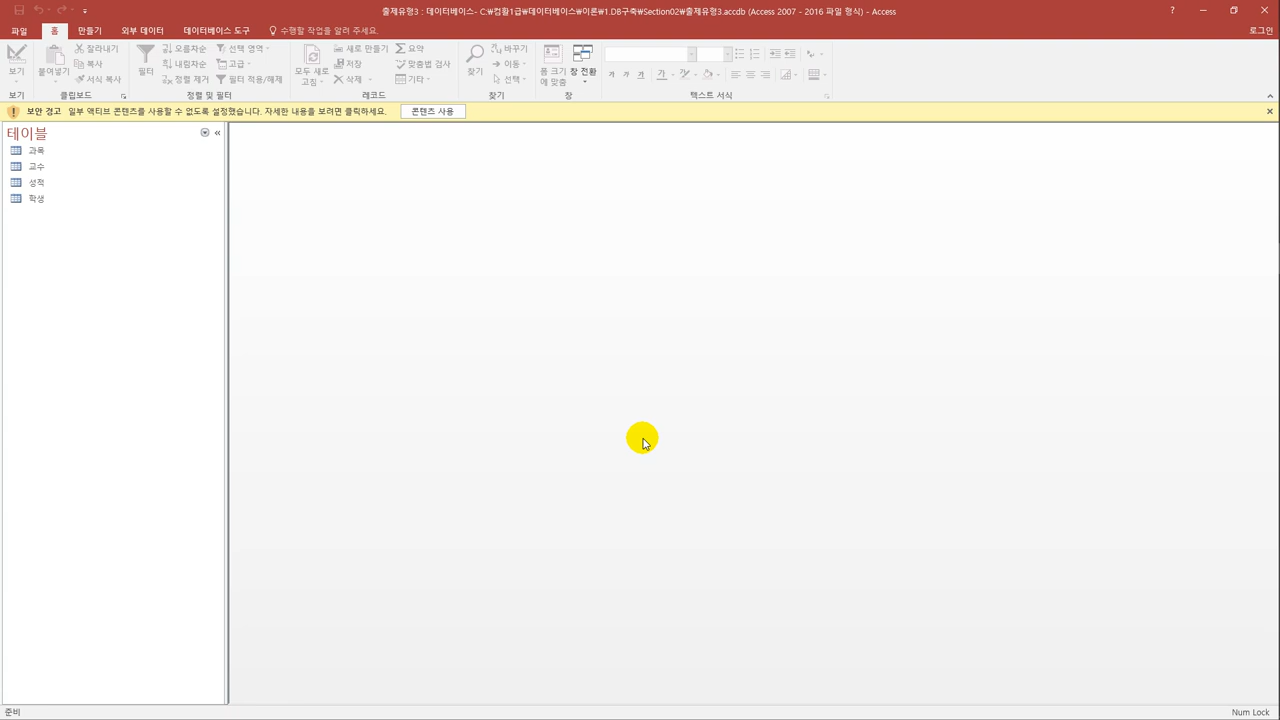 출제유형3 : 데이터베이스- C:₩컴활1급₩데이터베이스₩이론₩1.DB구축₩Section02₩출제유형3.accdb (Access 2007 - 2016 파일 형식) - Access
파일 홈 만들기 외부 데이터 데이터베이스 도구 수행할 작업을 알려 주세요. 로그인
잘라내기 오름차순 선택 영역 새로 만들기 요약 바꾸기
보기 붙여넣기 복사 필터 내림차순 고급 모두 새로 고침 저장 맞춤법 검사 찾기 이동 폼 크기에 맞춤 창 전환
서식 복사 정렬 제거 필터 적용/해제 삭제 기타 선택 가 가 가 가
보기 클립보드 정렬 및 필터 레코드 찾기 창 텍스트 서식
보안 경고 일부 액티브 콘텐츠를 사용할 수 없도록 설정했습니다. 자세한 내용을 보려면 클릭하세요. 콘텐츠 사용
테이블
과목
교수
성적
학생
준비 Num Lock